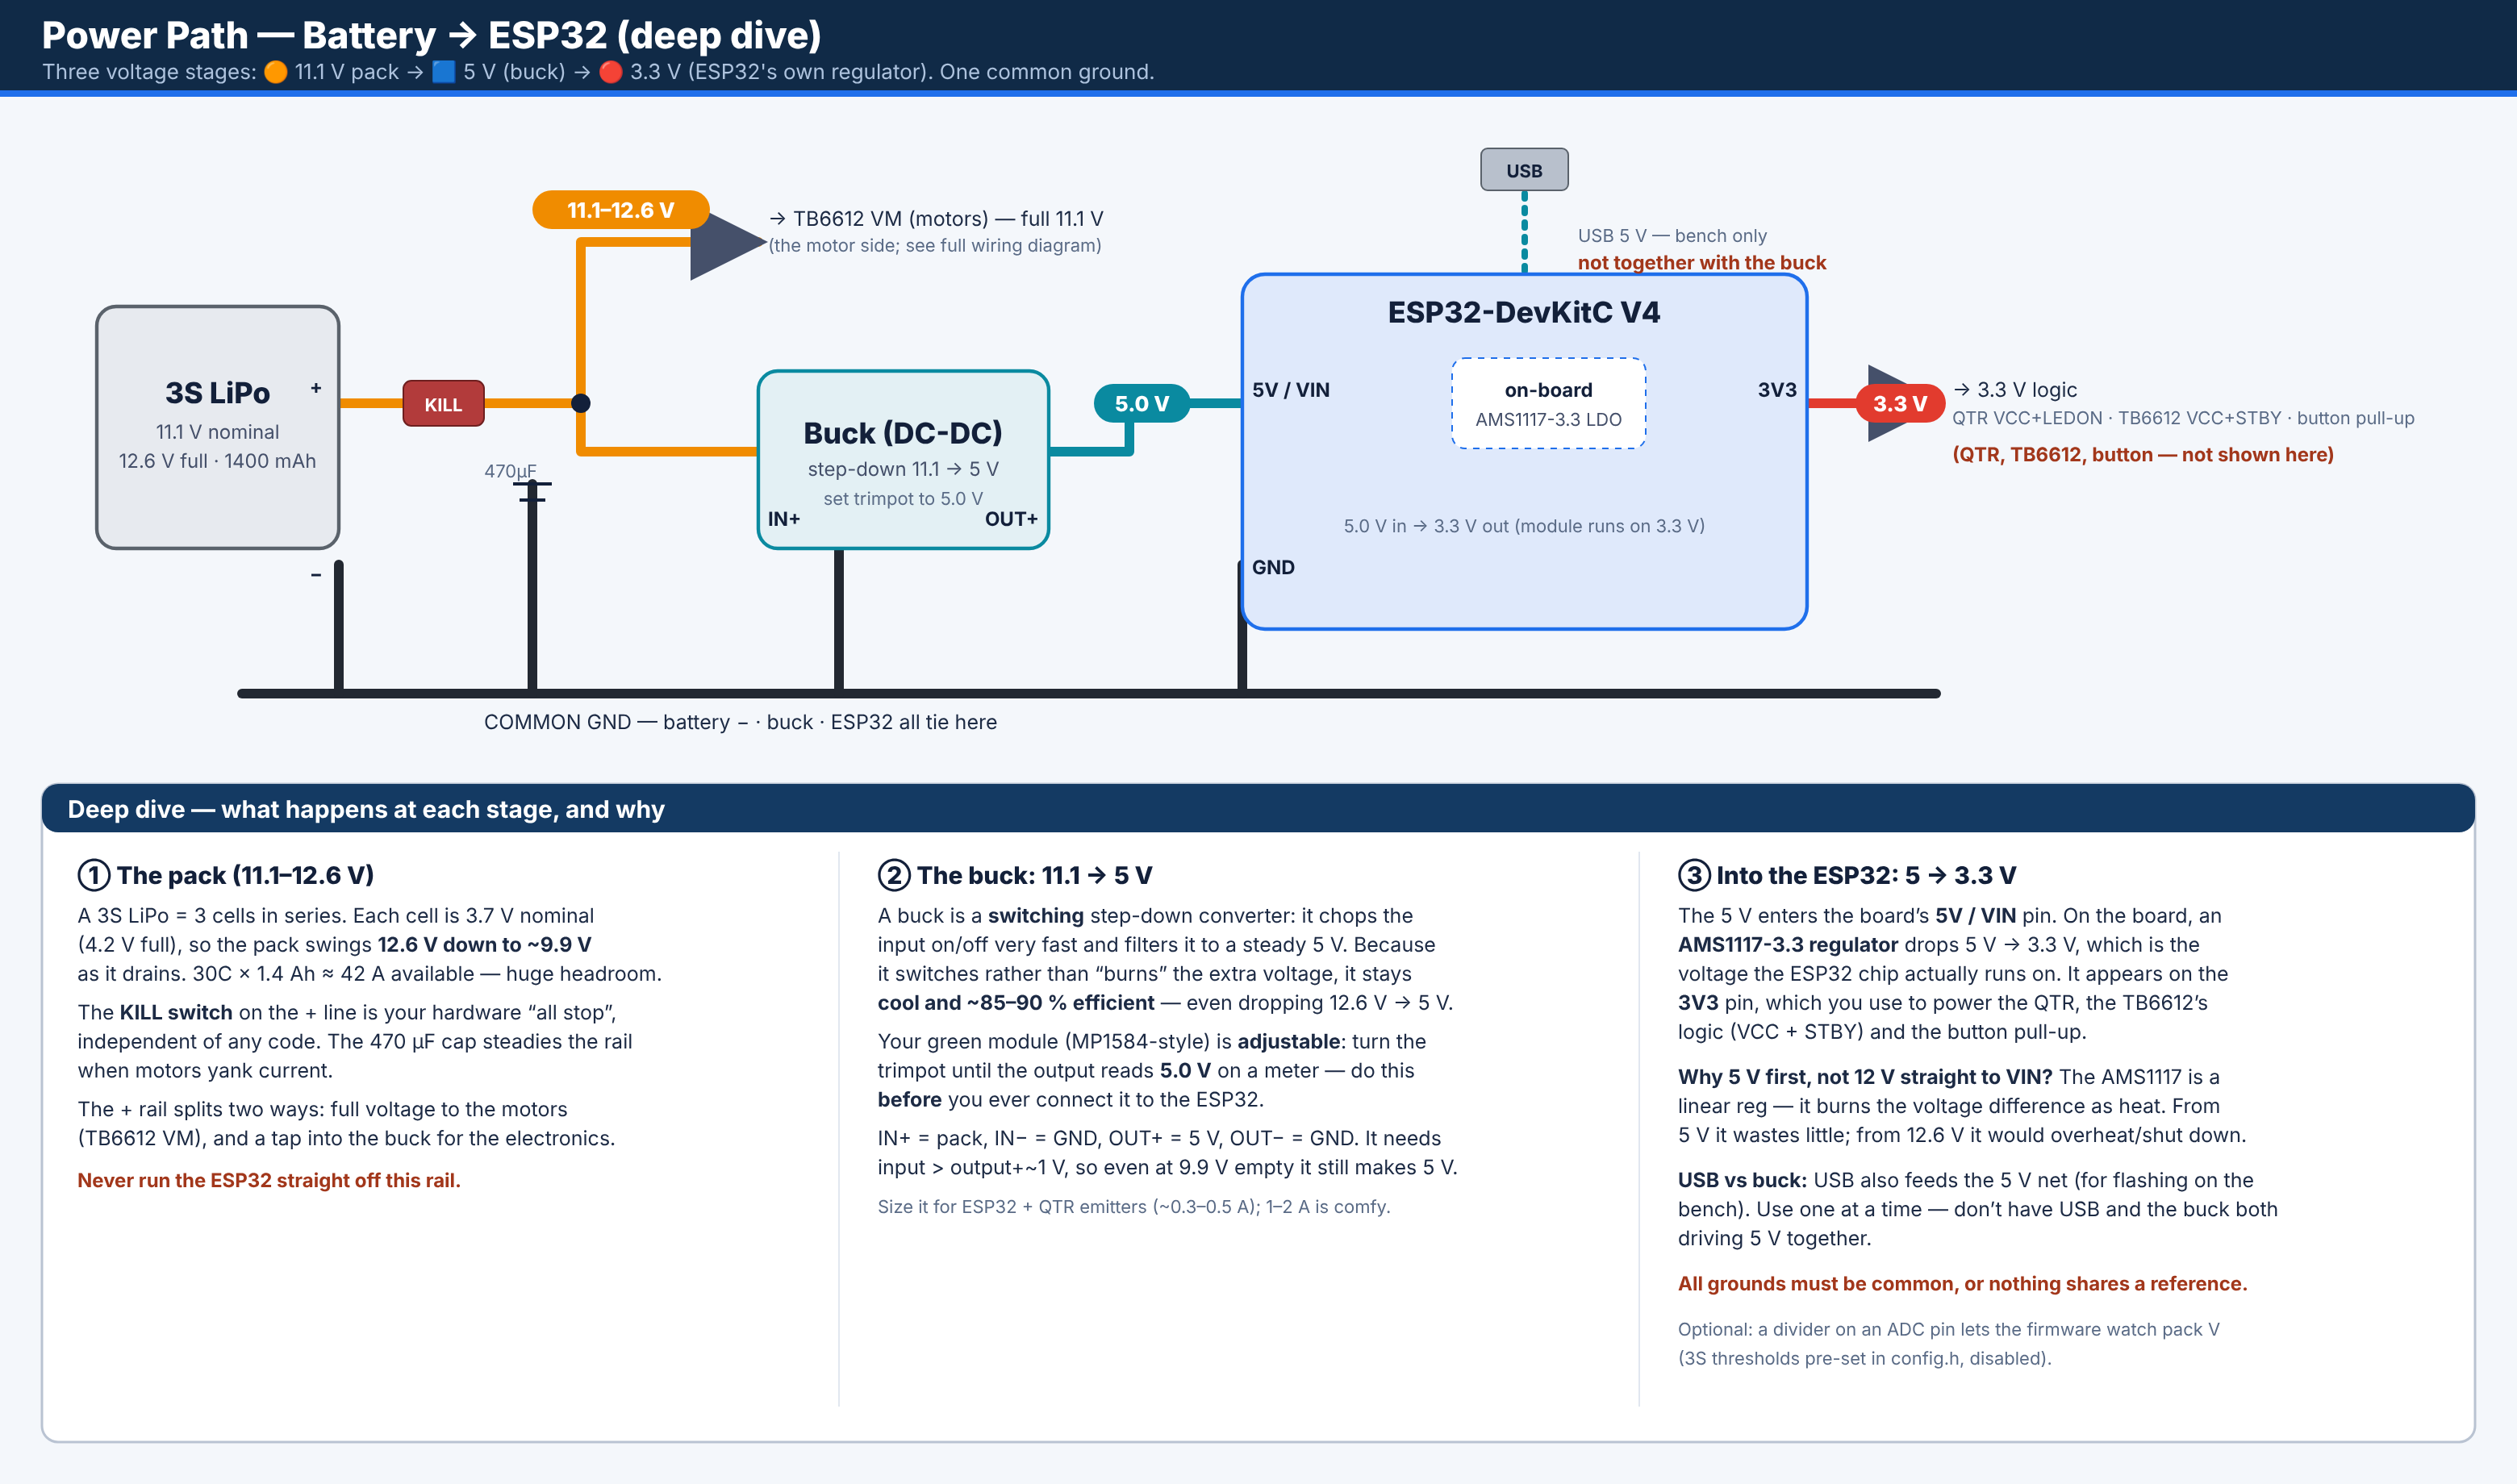 Power Path — Battery → ESP32 (deep dive)
Three voltage stages: 🟠 11.1 V pack → 🟦 5 V (buck) → 🔴 3.3 V (ESP32's own regulator). One common ground.
USB
11.1–12.6 V
→ TB6612 VM (motors) — full 11.1 V
(the motor side; see full wiring diagram)
USB 5 V — bench only
not together with the buck
3S LiPo
+
11.1 V nominal
12.6 V full · 1400 mAh
−
KILL
470µF
Buck (DC-DC)
step-down 11.1 → 5 V
set trimpot to 5.0 V
IN+
OUT+
5.0 V
ESP32-DevKitC V4
5V / VIN
on-board
AMS1117-3.3 LDO
3V3
5.0 V in → 3.3 V out (module runs on 3.3 V)
GND
3.3 V
→ 3.3 V logic
QTR VCC+LEDON · TB6612 VCC+STBY · button pull-up
(QTR, TB6612, button — not shown here)
COMMON GND — battery − · buck · ESP32 all tie here
Deep dive — what happens at each stage, and why
① The pack (11.1–12.6 V)
A 3S LiPo = 3 cells in series. Each cell is 3.7 V nominal
(4.2 V full), so the pack swings 12.6 V down to ~9.9 V
as it drains. 30C × 1.4 Ah ≈ 42 A available — huge headroom.
The KILL switch on the + line is your hardware “all stop”,
independent of any code. The 470 µF cap steadies the rail
when motors yank current.
The + rail splits two ways: full voltage to the motors
(TB6612 VM), and a tap into the buck for the electronics.
Never run the ESP32 straight off this rail.
② The buck: 11.1 → 5 V
A buck is a switching step-down converter: it chops the
input on/off very fast and filters it to a steady 5 V. Because
it switches rather than “burns” the extra voltage, it stays
cool and ~85–90 % efficient — even dropping 12.6 V → 5 V.
Your green module (MP1584-style) is adjustable: turn the
trimpot until the output reads 5.0 V on a meter — do this
before you ever connect it to the ESP32.
IN+ = pack, IN− = GND, OUT+ = 5 V, OUT− = GND. It needs
input > output+~1 V, so even at 9.9 V empty it still makes 5 V.
Size it for ESP32 + QTR emitters (~0.3–0.5 A); 1–2 A is comfy.
③ Into the ESP32: 5 → 3.3 V
The 5 V enters the board’s 5V / VIN pin. On the board, an
AMS1117-3.3 regulator drops 5 V → 3.3 V, which is the
voltage the ESP32 chip actually runs on. It appears on the
3V3 pin, which you use to power the QTR, the TB6612’s
logic (VCC + STBY) and the button pull-up.
Why 5 V first, not 12 V straight to VIN? The AMS1117 is a
linear reg — it burns the voltage difference as heat. From
5 V it wastes little; from 12.6 V it would overheat/shut down.
USB vs buck: USB also feeds the 5 V net (for flashing on the
bench). Use one at a time — don’t have USB and the buck both
driving 5 V together.
All grounds must be common, or nothing shares a reference.
Optional: a divider on an ADC pin lets the firmware watch pack V
(3S thresholds pre-set in config.h, disabled).